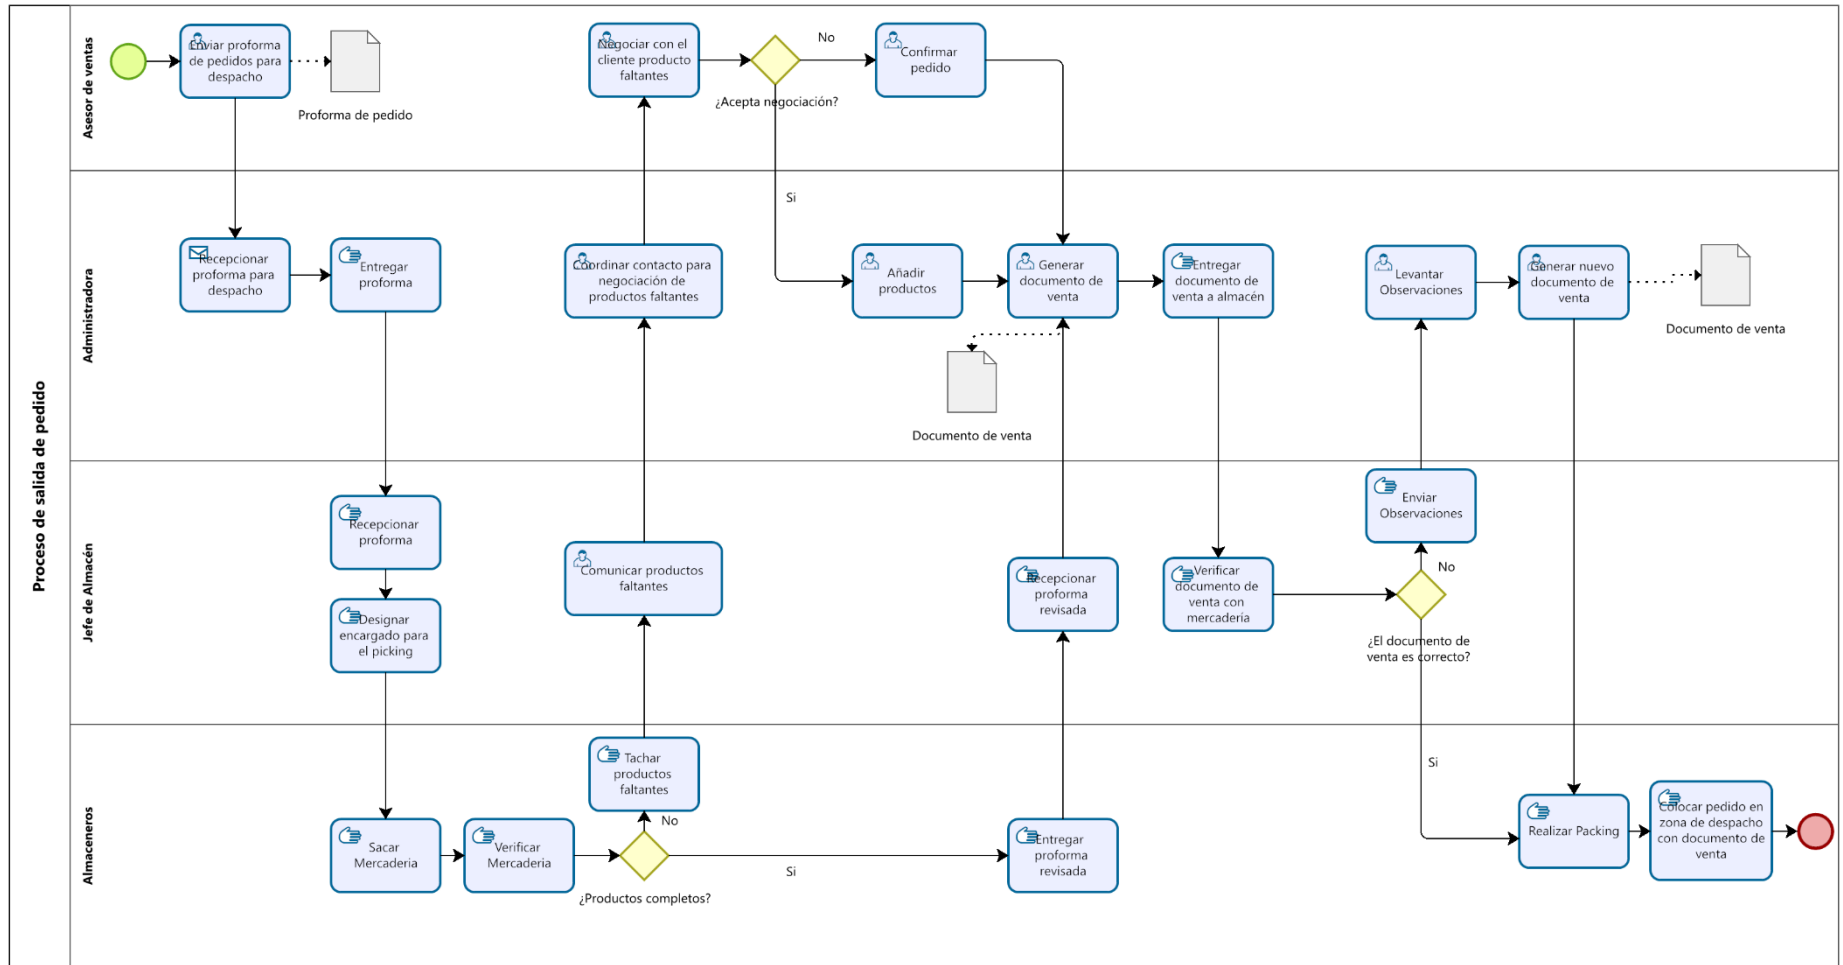 Proceso de salida de pedido
Asesor de ventas
Enviar proforma
de pedidos para
despacho
Proforma de pedido
Negociar con el
cliente producto
faltantes
¿Acepta negociación?
No
Confirmar
pedido
Si
Administradora
Recepcionar
proforma para
despacho
Entregar
proforma
Coordinar contacto para
negociación de
productos faltantes
Añadir
productos
Generar
documento de
venta
Entregar
documento de
venta a almacén
Levantar
Observaciones
Generar nuevo
documento de
venta
Documento de venta
Documento de venta
Jefe de Almacén
Recepcionar
proforma
Designar
encargado para
el picking
Comunicar productos
faltantes
Recepcionar
proforma
revisada
Verificar
documento de
venta con
mercadería
Enviar
Observaciones
No
¿El documento de
venta es correcto?
Si
Almaceneros
Sacar
Mercaderia
Verificar
Mercaderia
Tachar
productos
faltantes
No
¿Productos completos?
Si
Entregar
proforma
revisada
Realizar Packing
Colocar pedido en
zona de despacho
con documento de
venta